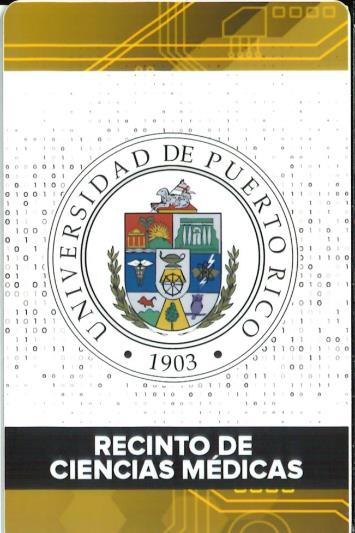 UNIVERSIDAD DE PUERTO RICO
• 1903 •
RECINTO DE
CIENCIAS MÉDICAS